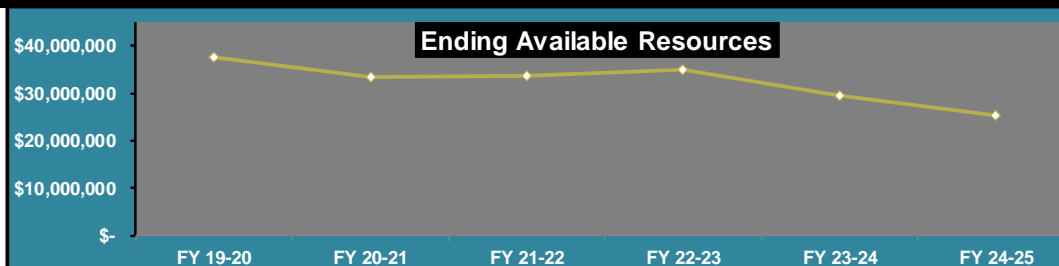 Ending Available Resources
$40,000,000
$30,000,000
$20,000,000
$10,000,000
$-
FY 19-20 FY 20-21 FY 21-22 FY 22-23 FY 23-24 FY 24-25